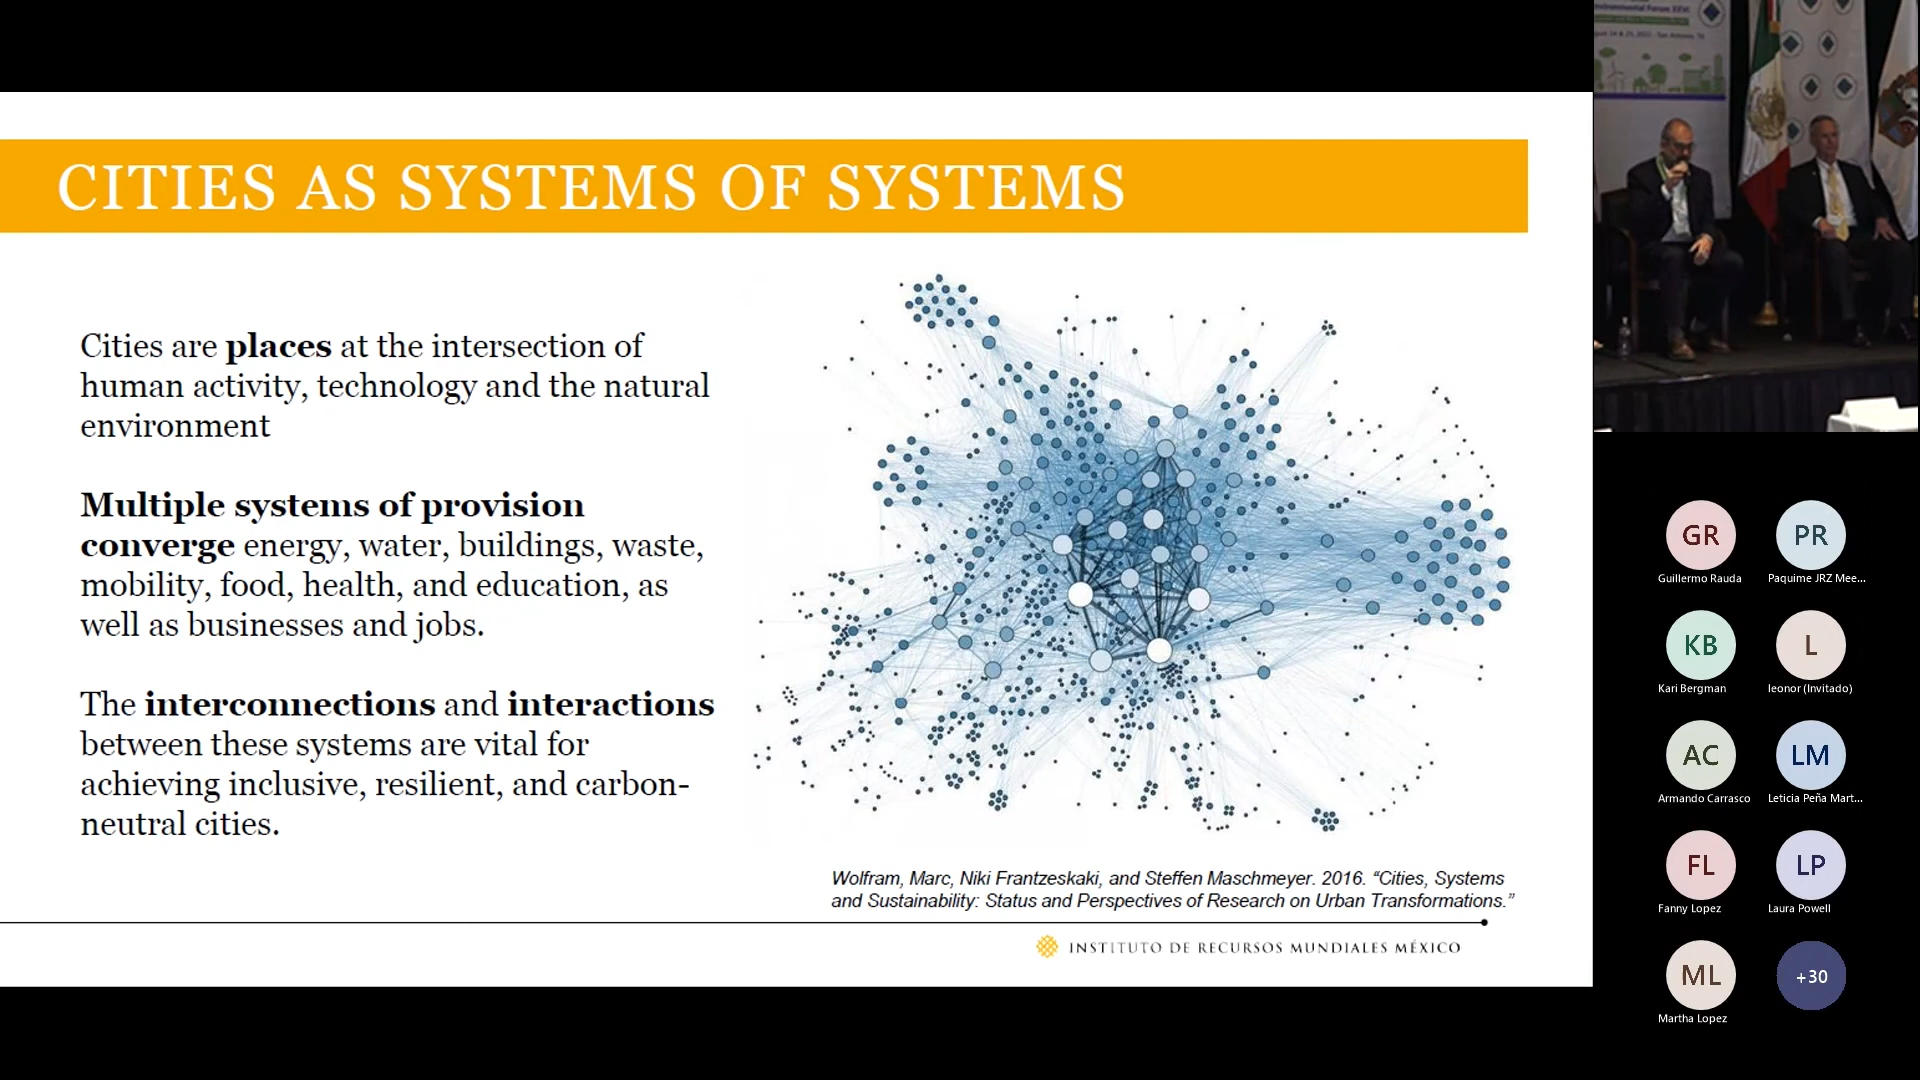 CITIES AS SYSTEMS OF SYSTEMS
Cities are places at the intersection of
human activity, technology and the natural
environment
Multiple systems of provision
converge energy, water, buildings, waste,
mobility, food, health, and education, as
well as businesses and jobs.
The interconnections and interactions
between these systems are vital for
achieving inclusive, resilient, and carbon-
neutral cities.
Wolfram, Marc, Niki Frantzeskaki, and Steffen Maschmeyer. 2016. “Cities, Systems
and Sustainability: Status and Perspectives of Research on Urban Transformations.”
INSTITUTO DE RECURSOS MUNDIALES MÉXICO
Environmental Forum XXVI
GR
Guillermo Rauda
PR
Paquime JRZ Mee...
KB
Kari Bergman
L
leonor (Invitado)
AC
Armando Carrasco
LM
Leticia Peña Mart...
FL
Fanny Lopez
LP
Laura Powell
ML
Martha Lopez
+30